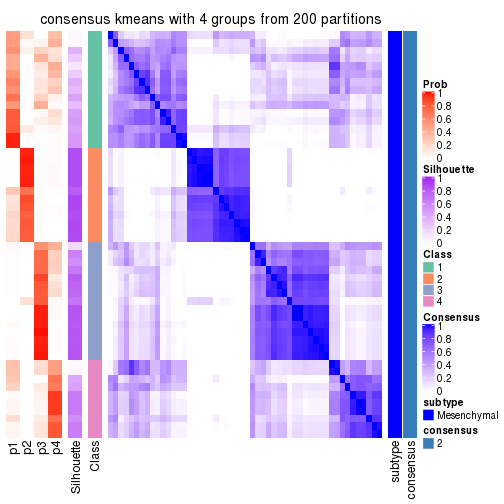 consensus kmeans with 4 groups from 200 partitions
Prob
1
0.8
0.6
0.4
0.2
0
Silhouette
1
0.8
0.6
0.4
0.2
0
Class
1
2
3
4
Consensus
1
0.8
0.6
0.4
0.2
0
subtype
Mesenchymal
consensus
2
p1
p2
p3
p4
Silhouette
Class
subtype
consensus